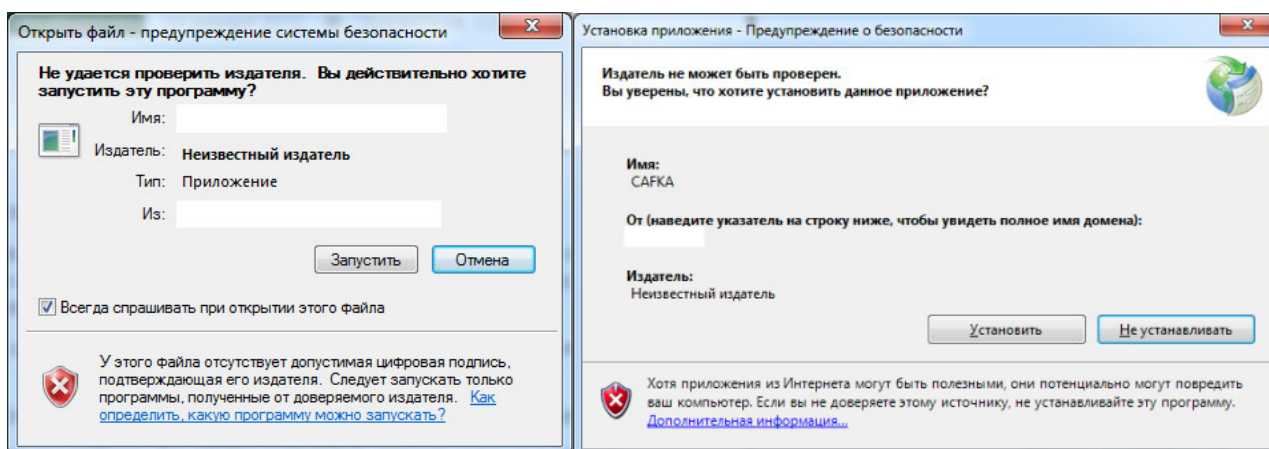 Открыть файл - предупреждение системы безопасности
Не удается проверить издателя. Вы действительно хотите
запустить эту программу?
Имя:
Издатель: Неизвестный издатель
Тип: Приложение
Из:
Запустить Отмена
Всегда спрашивать при открытии этого файла
У этого файла отсутствует допустимая цифровая подпись,
подтверждающая его издателя. Следует запускать только
программы, полученные от доверяемого издателя. Как
определить, какую программу можно запускать?
Установка приложения - Предупреждение о безопасности
Издатель не может быть проверен.
Вы уверены, что хотите установить данное приложение?
Имя:
CAFKA
От (наведите указатель на строку ниже, чтобы увидеть полное имя домена):
Издатель:
Неизвестный издатель
Установить Не устанавливать
Хотя приложения из Интернета могут быть полезными, они потенциально могут повредить
ваш компьютер. Если вы не доверяете этому источнику, не устанавливайте эту программу.
Дополнительная информация...